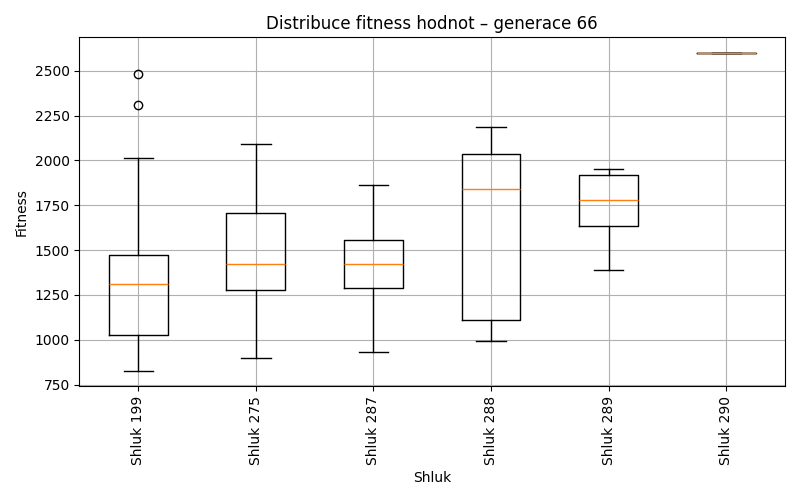 Distribuce fitness hodnot – generace 66
Fitness
2500
2250
2000
1750
1500
1250
1000
750
Shluk 199
Shluk 275
Shluk 287
Shluk 288
Shluk 289
Shluk 290
Shluk